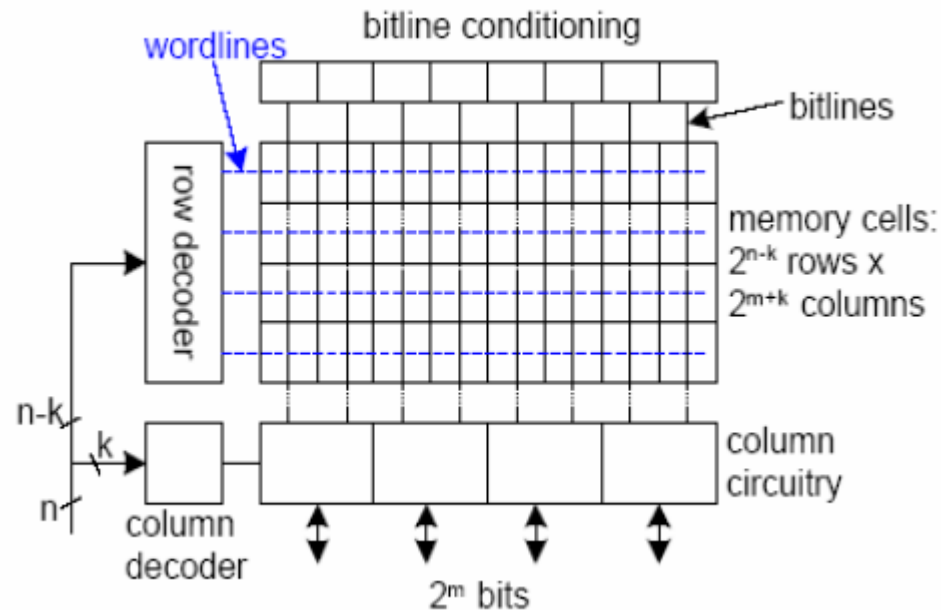 bitline conditioning
wordlines
bitlines
row decoder
memory cells:
2ⁿ⁻ᵏ rows x
2ᵐ⁺ᵏ columns
n-k
k
n
column
decoder
column
circuitry
2ᵐ bits